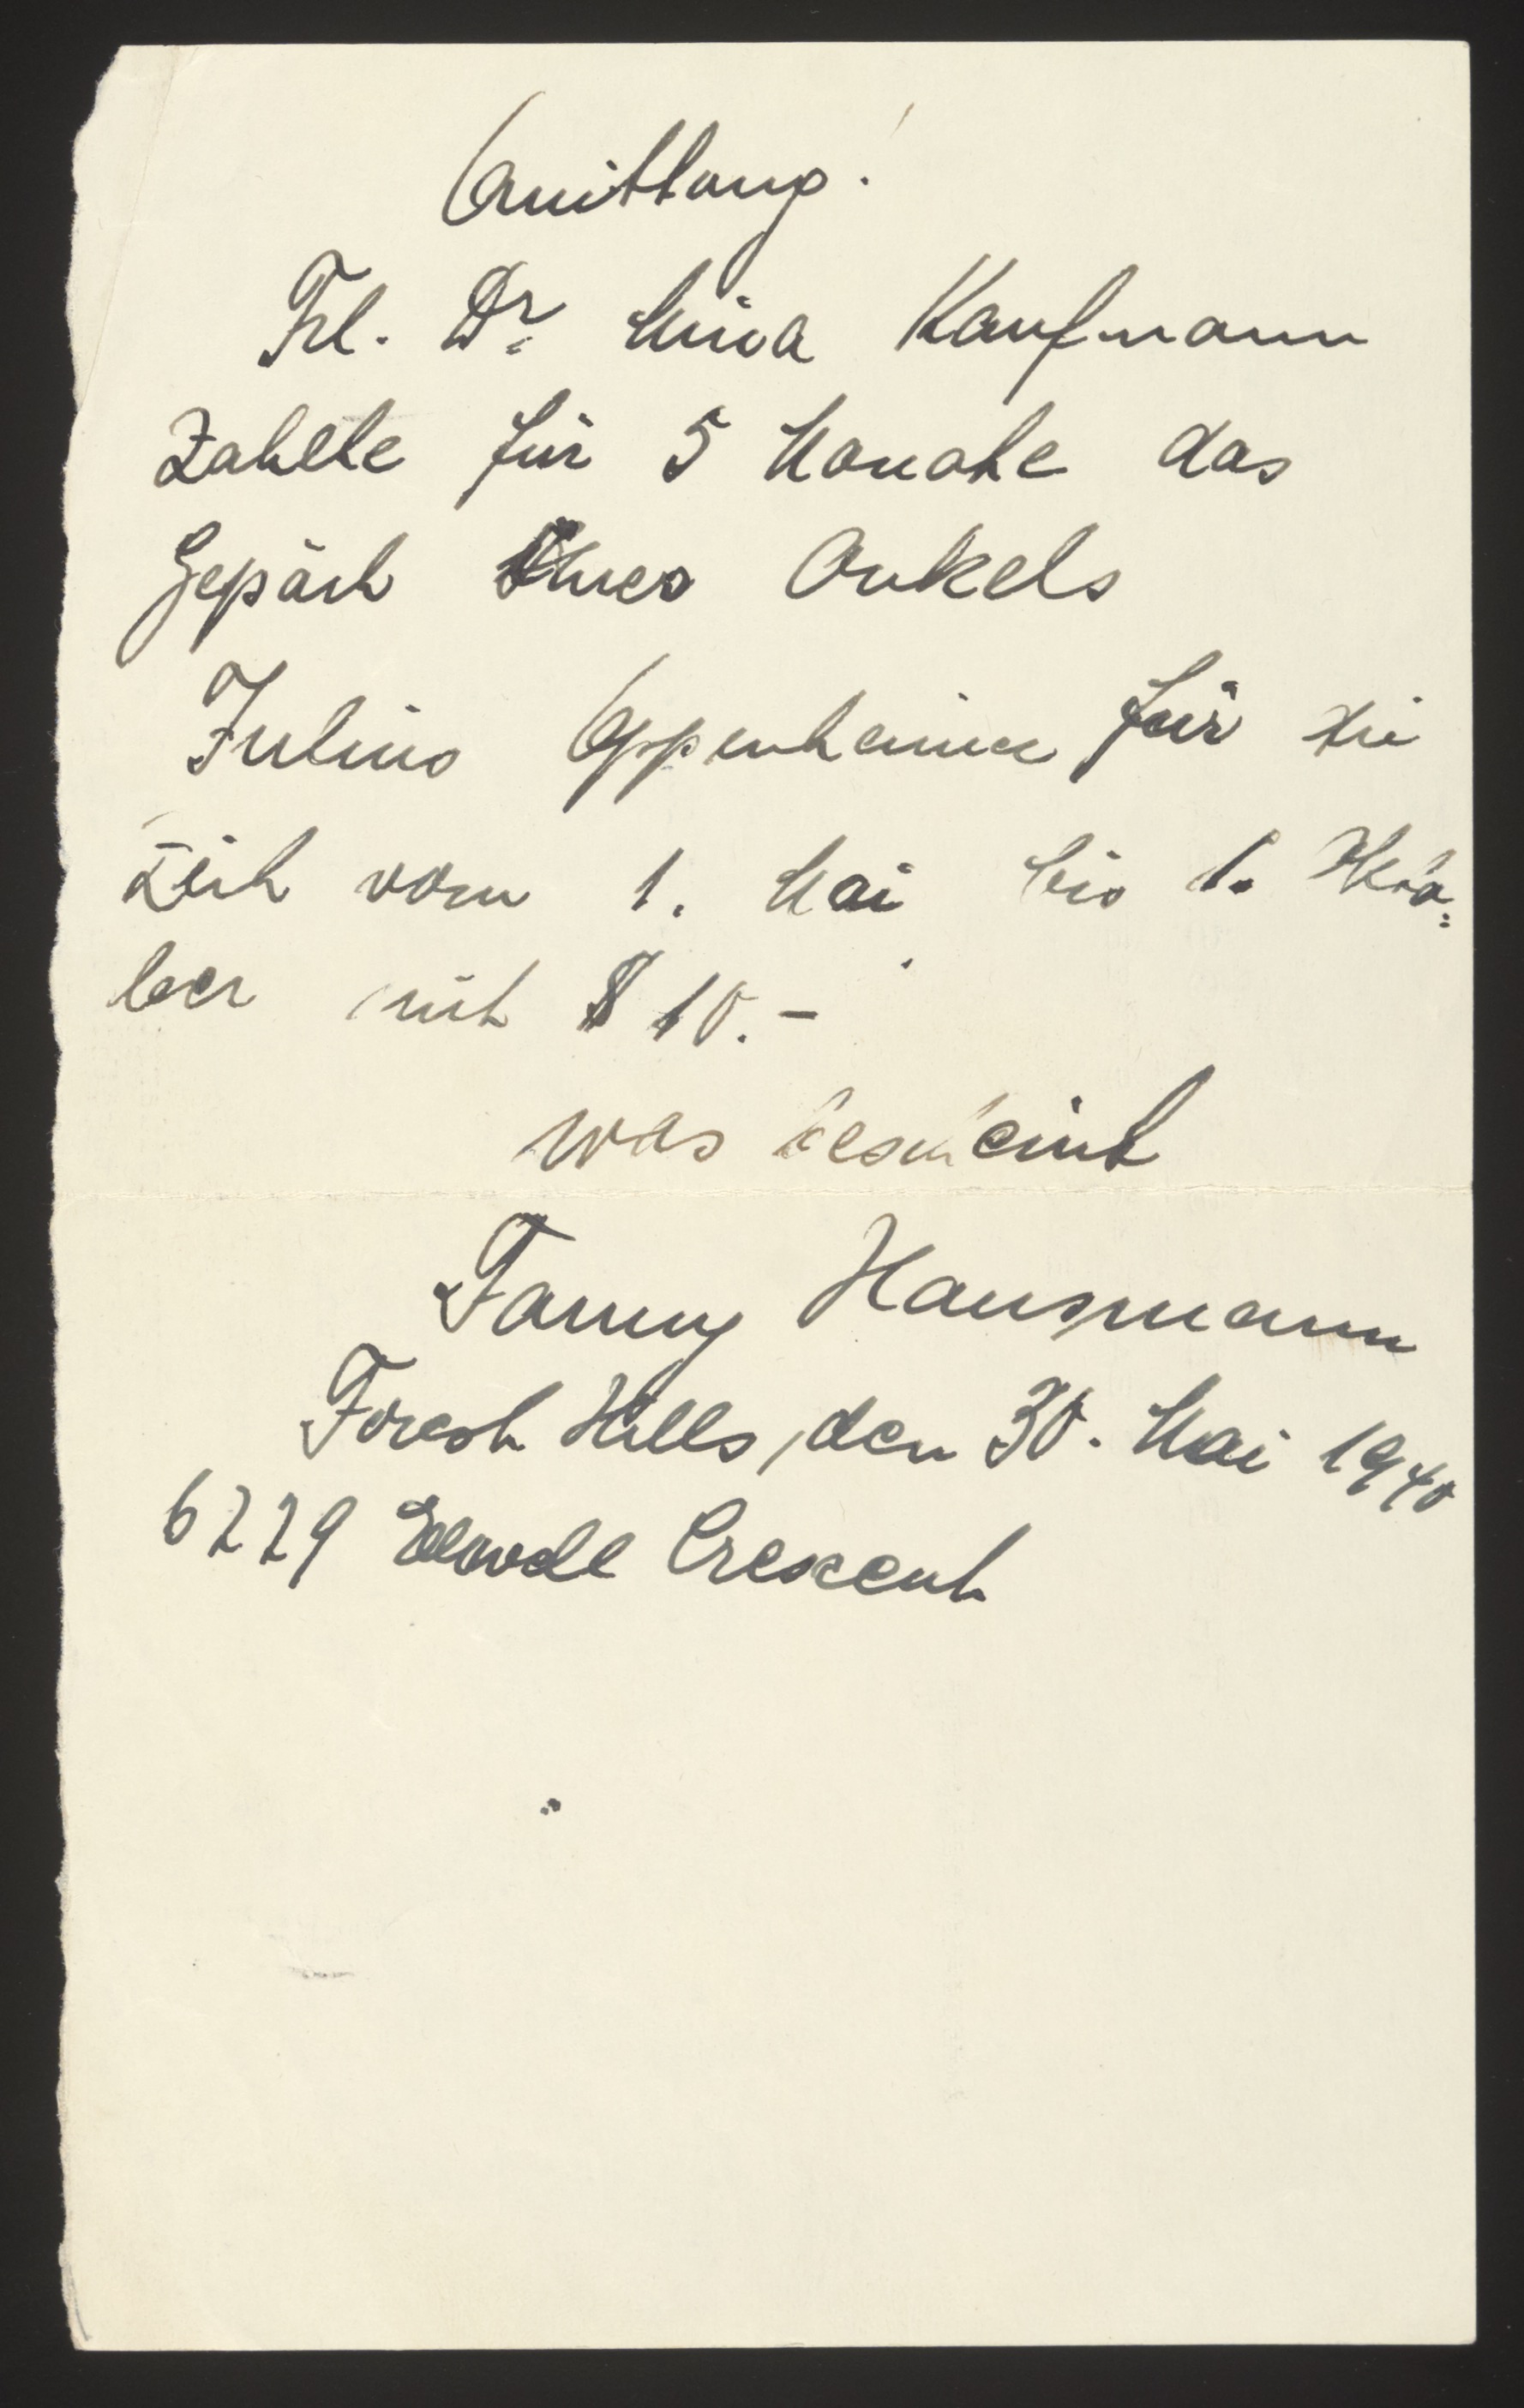 Quittung!
Frl. Dr. Mina Kaufmann
zahlte für 5 Monate das
Gepäck Ihres Onkels
Julius Oppenheimer für die
Zeit vom 1. Mai bis 1. Okto-
ber mit $ 10.-
was bescheint
Fanny Hausmann
Forest Hills, den 30. Mai 1940
6229 Ellwell Crescent